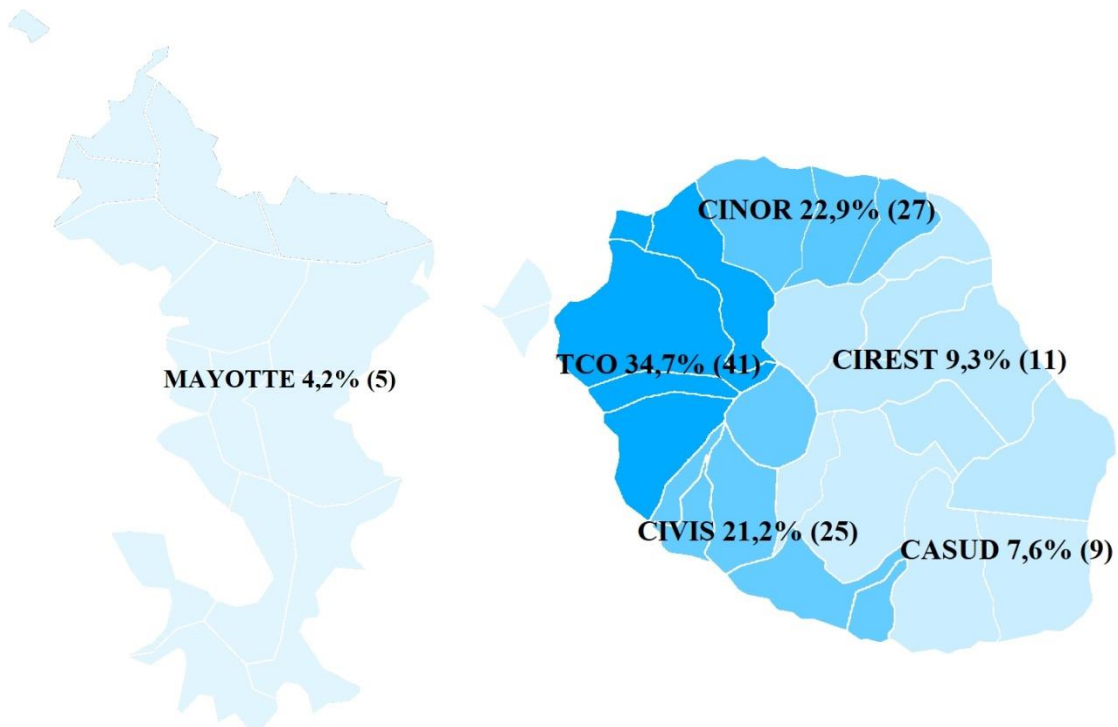 CINOR 22,9% (27)
TCO 34,7% (41)
CIREST 9,3% (11)
MAYOTTE 4,2% (5)
CIVIS 21,2% (25)
CASUD 7,6% (9)